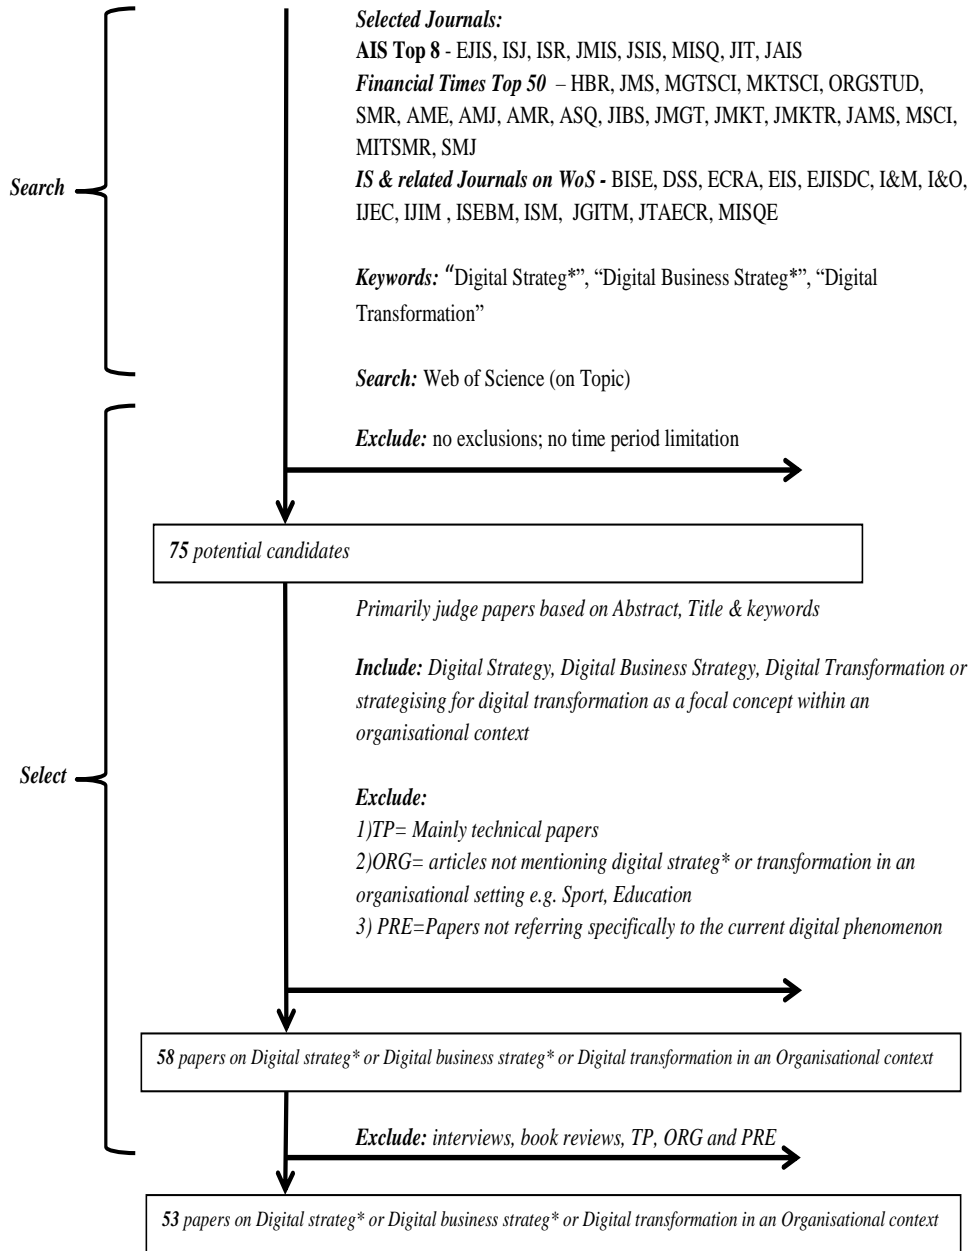 Selected Journals:
AIS Top 8 - EJIS, ISJ, ISR, JMIS, JSIS, MISQ, JIT, JAIS
Financial Times Top 50 – HBR, JMS, MGTSCI, MKTSCI, ORGSTUD,
SMR, AME, AMJ, AMR, ASQ, JIBS, JMGT, JMKT, JMKTR, JAMS, MSCI,
MITSMR, SMJ
Search
IS & related Journals on WoS - BISE, DSS, ECRA, EIS, EJISDC, I&M, I&O,
IJEC, IJIM , ISEBM, ISM, JGITM, JTAECR, MISQE
Keywords: “Digital Strateg*”, “Digital Business Strateg*”, “Digital
Transformation”
Search: Web of Science (on Topic)
Exclude: no exclusions; no time period limitation
75 potential candidates
Primarily judge papers based on Abstract, Title & keywords
Include: Digital Strategy, Digital Business Strategy, Digital Transformation or
strategising for digital transformation as a focal concept within an
organisational context
Select
Exclude:
1)TP= Mainly technical papers
2)ORG= articles not mentioning digital strateg* or transformation in an
organisational setting e.g. Sport, Education
3) PRE=Papers not referring specifically to the current digital phenomenon
58 papers on Digital strateg* or Digital business strateg* or Digital transformation in an Organisational context
Exclude: interviews, book reviews, TP, ORG and PRE
53 papers on Digital strateg* or Digital business strateg* or Digital transformation in an Organisational context